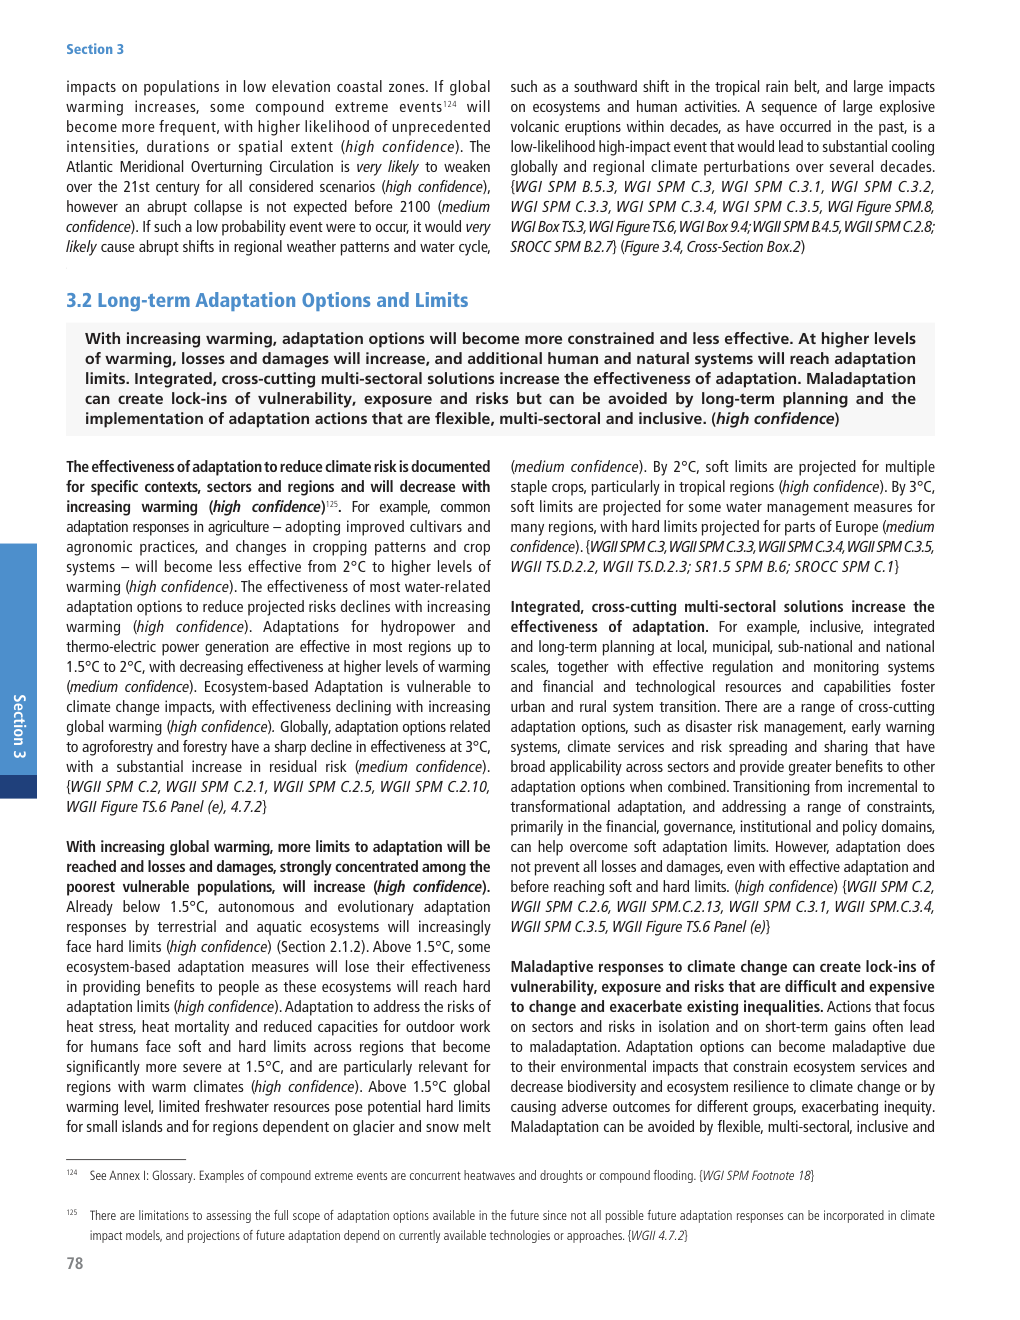 Section 3
impacts on populations in low elevation coastal zones. If global
warming increases, some compound extreme events124 will
become more frequent, with higher likelihood of unprecedented
intensities, durations or spatial extent (high confidence). The
Atlantic Meridional Overturning Circulation is very likely to weaken
over the 21st century for all considered scenarios (high confidence),
however an abrupt collapse is not expected before 2100 (medium
confidence). If such a low probability event were to occur, it would very
likely cause abrupt shifts in regional weather patterns and water cycle,
such as a southward shift in the tropical rain belt, and large impacts
on ecosystems and human activities. A sequence of large explosive
volcanic eruptions within decades, as have occurred in the past, is a
low-likelihood high-impact event that would lead to substantial cooling
globally and regional climate perturbations over several decades.
{WGI SPM B.5.3, WGI SPM C.3, WGI SPM C.3.1, WGI SPM C.3.2,
WGI SPM C.3.3, WGI SPM C.3.4, WGI SPM C.3.5, WGI Figure SPM.8,
WGI Box TS.3, WGI Figure TS.6, WGI Box 9.4; WGII SPM B.4.5, WGII SPM C.2.8;
SROCC SPM B.2.7} (Figure 3.4, Cross-Section Box.2)
3.2 Long-term Adaptation Options and Limits
With increasing warming, adaptation options will become more constrained and less effective. At higher levels
of warming, losses and damages will increase, and additional human and natural systems will reach adaptation
limits. Integrated, cross-cutting multi-sectoral solutions increase the effectiveness of adaptation. Maladaptation
can create lock-ins of vulnerability, exposure and risks but can be avoided by long-term planning and the
implementation of adaptation actions that are flexible, multi-sectoral and inclusive. (high confidence)
The effectiveness of adaptation to reduce climate risk is documented
for specific contexts, sectors and regions and will decrease with
increasing warming (high confidence)125. For example, common
adaptation responses in agriculture – adopting improved cultivars and
agronomic practices, and changes in cropping patterns and crop
systems – will become less effective from 2°C to higher levels of
warming (high confidence). The effectiveness of most water-related
adaptation options to reduce projected risks declines with increasing
warming (high confidence). Adaptations for hydropower and
thermo-electric power generation are effective in most regions up to
1.5°C to 2°C, with decreasing effectiveness at higher levels of warming
(medium confidence). Ecosystem-based Adaptation is vulnerable to
climate change impacts, with effectiveness declining with increasing
global warming (high confidence). Globally, adaptation options related
to agroforestry and forestry have a sharp decline in effectiveness at 3°C,
with a substantial increase in residual risk (medium confidence).
{WGII SPM C.2, WGII SPM C.2.1, WGII SPM C.2.5, WGII SPM C.2.10,
WGII Figure TS.6 Panel (e), 4.7.2}
With increasing global warming, more limits to adaptation will be
reached and losses and damages, strongly concentrated among the
poorest vulnerable populations, will increase (high confidence).
Already below 1.5°C, autonomous and evolutionary adaptation
responses by terrestrial and aquatic ecosystems will increasingly
face hard limits (high confidence) (Section 2.1.2). Above 1.5°C, some
ecosystem-based adaptation measures will lose their effectiveness
in providing benefits to people as these ecosystems will reach hard
adaptation limits (high confidence). Adaptation to address the risks of
heat stress, heat mortality and reduced capacities for outdoor work
for humans face soft and hard limits across regions that become
significantly more severe at 1.5°C, and are particularly relevant for
regions with warm climates (high confidence). Above 1.5°C global
warming level, limited freshwater resources pose potential hard limits
for small islands and for regions dependent on glacier and snow melt
(medium confidence). By 2°C, soft limits are projected for multiple
staple crops, particularly in tropical regions (high confidence). By 3°C,
soft limits are projected for some water management measures for
many regions, with hard limits projected for parts of Europe (medium
confidence). {WGII SPM C.3, WGII SPM C.3.3, WGII SPM C.3.4, WGII SPM C.3.5,
WGII TS.D.2.2, WGII TS.D.2.3; SR1.5 SPM B.6; SROCC SPM C.1}
Integrated, cross-cutting multi-sectoral solutions increase the
effectiveness of adaptation. For example, inclusive, integrated
and long-term planning at local, municipal, sub-national and national
scales, together with effective regulation and monitoring systems
and financial and technological resources and capabilities foster
urban and rural system transition. There are a range of cross-cutting
adaptation options, such as disaster risk management, early warning
systems, climate services and risk spreading and sharing that have
broad applicability across sectors and provide greater benefits to other
adaptation options when combined. Transitioning from incremental to
transformational adaptation, and addressing a range of constraints,
primarily in the financial, governance, institutional and policy domains,
can help overcome soft adaptation limits. However, adaptation does
not prevent all losses and damages, even with effective adaptation and
before reaching soft and hard limits. (high confidence) {WGII SPM C.2,
WGII SPM C.2.6, WGII SPM.C.2.13, WGII SPM C.3.1, WGII SPM.C.3.4,
WGII SPM C.3.5, WGII Figure TS.6 Panel (e)}
Maladaptive responses to climate change can create lock-ins of
vulnerability, exposure and risks that are difficult and expensive
to change and exacerbate existing inequalities. Actions that focus
on sectors and risks in isolation and on short-term gains often lead
to maladaptation. Adaptation options can become maladaptive due
to their environmental impacts that constrain ecosystem services and
decrease biodiversity and ecosystem resilience to climate change or by
causing adverse outcomes for different groups, exacerbating inequity.
Maladaptation can be avoided by flexible, multi-sectoral, inclusive and
Section 3
124 See Annex I: Glossary. Examples of compound extreme events are concurrent heatwaves and droughts or compound flooding. {WGI SPM Footnote 18}
125 There are limitations to assessing the full scope of adaptation options available in the future since not all possible future adaptation responses can be incorporated in climate
impact models, and projections of future adaptation depend on currently available technologies or approaches. {WGII 4.7.2}
78